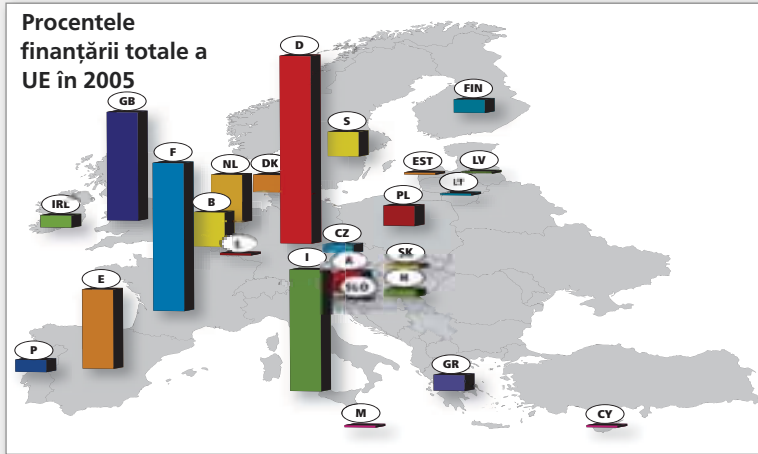 Procentele
finanțării totale a
UE în 2005
D
FIN
GB
S
F
NL
DK
EST
LV
LT
B
PL
IRL
CZ
I
A
SK
E
H
SLO
P
GR
M
CY